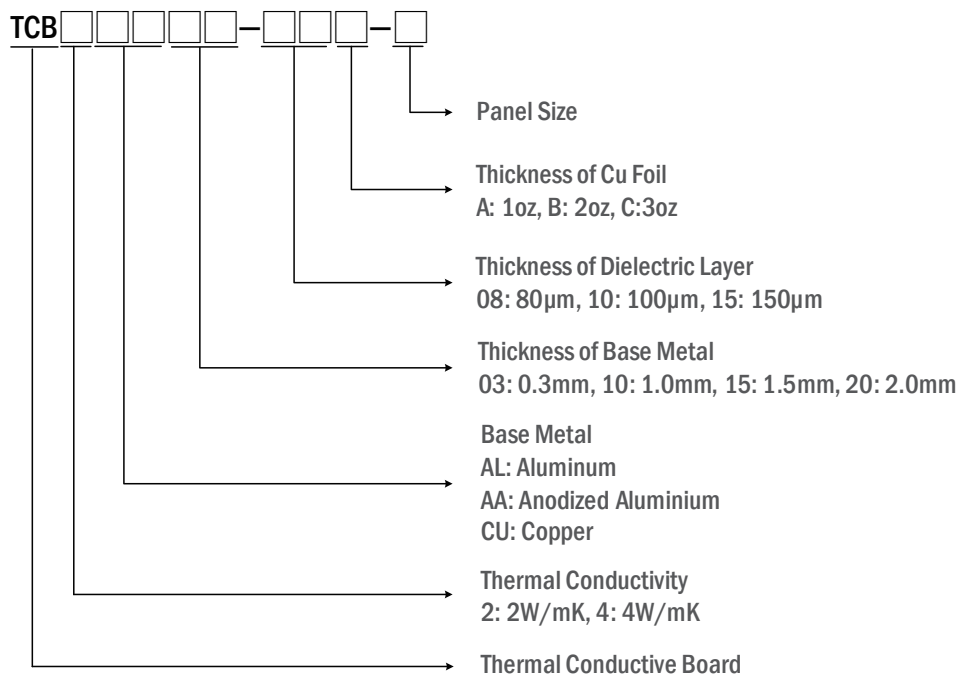 TCB□□□□□-□□□-□
Panel Size
Thickness of Cu Foil
A: 1oz, B: 2oz, C:3oz
Thickness of Dielectric Layer
08: 80µm, 10: 100µm, 15: 150µm
Thickness of Base Metal
03: 0.3mm, 10: 1.0mm, 15: 1.5mm, 20: 2.0mm
Base Metal
AL: Aluminum
AA: Anodized Aluminium
CU: Copper
Thermal Conductivity
2: 2W/mK, 4: 4W/mK
Thermal Conductive Board